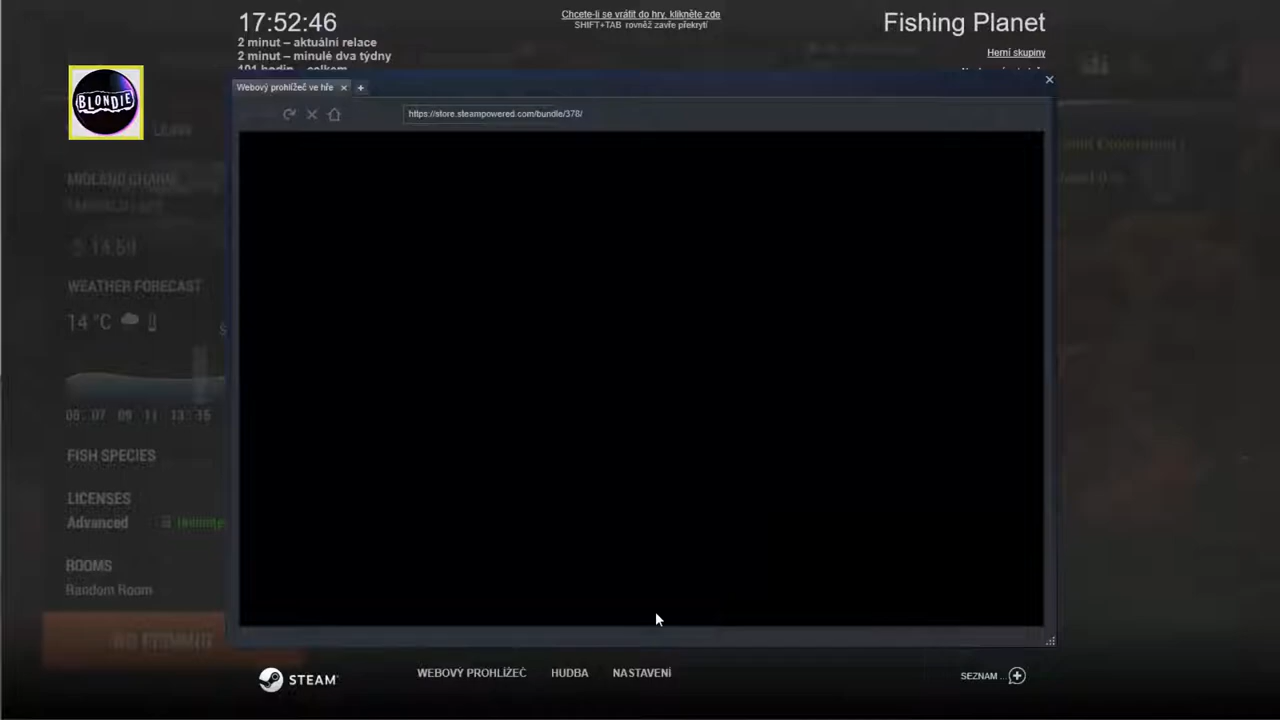 17:52:46
2 minut – aktuální relace
2 minut – minulé dva týdny
Chcete-li se vrátit do hry, klikněte zde
SHIFT+TAB rovněž zavře překrytí
Fishing Planet
Herní skupiny
Webový prohlížeč ve hře
https://store.steampowered.com/bundle/378/
BLONDIE
14:59
WEATHER FORECAST
14 °C
FISH SPECIES
LICENSES
Advanced
ROOMS
Random Room
STEAM
WEBOVÝ PROHLÍŽEČ
HUDBA
NASTAVENÍ
SEZNAM ...